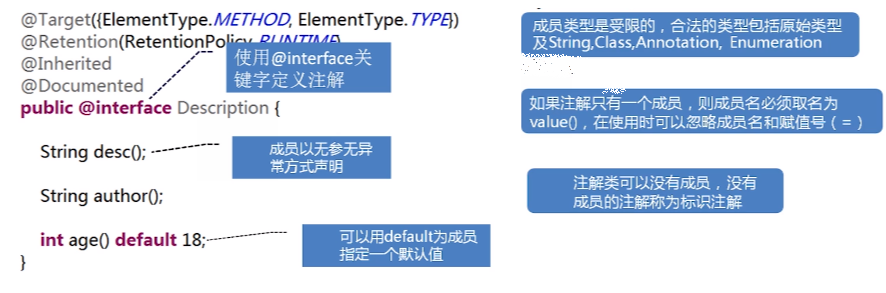 @Target({ElementType.METHOD, ElementType.TYPE})
@Retention(RetentionPolicy.RUNTIME)
@Inherited
@Documented
public @interface Description {
String desc();
String author();
int age() default 18;
}
使用@interface关
键字定义注解
成员以无参无异
常方式声明
可以用default为成员
指定一个默认值
成员类型是受限的，合法的类型包括原始类型
及String,Class,Annotation, Enumeration
如果注解只有一个成员，则成员名必须取名为
value()，在使用时可以忽略成员名和赋值号（=）
注解类可以没有成员，没有
成员的注解称为标识注解